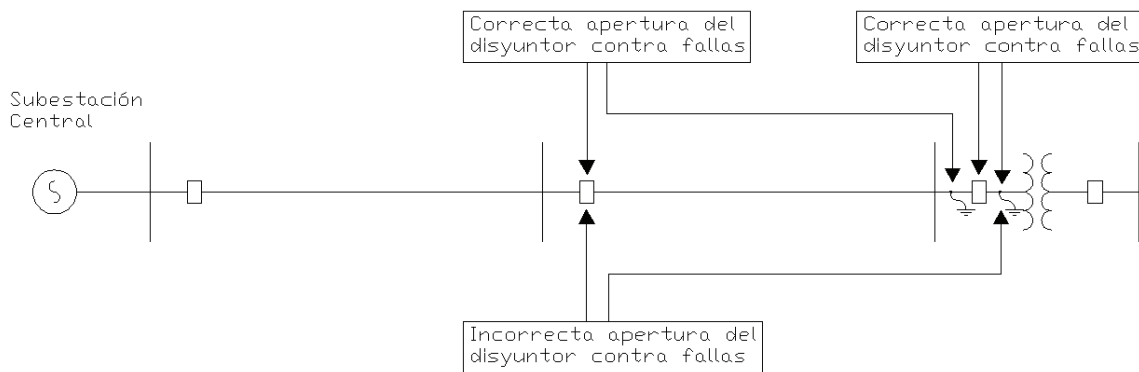 Correcta apertura del
disyuntor contra fallas
Correcta apertura del
disyuntor contra fallas
Subestación
Central
Incorrecta apertura del
disyuntor contra fallas